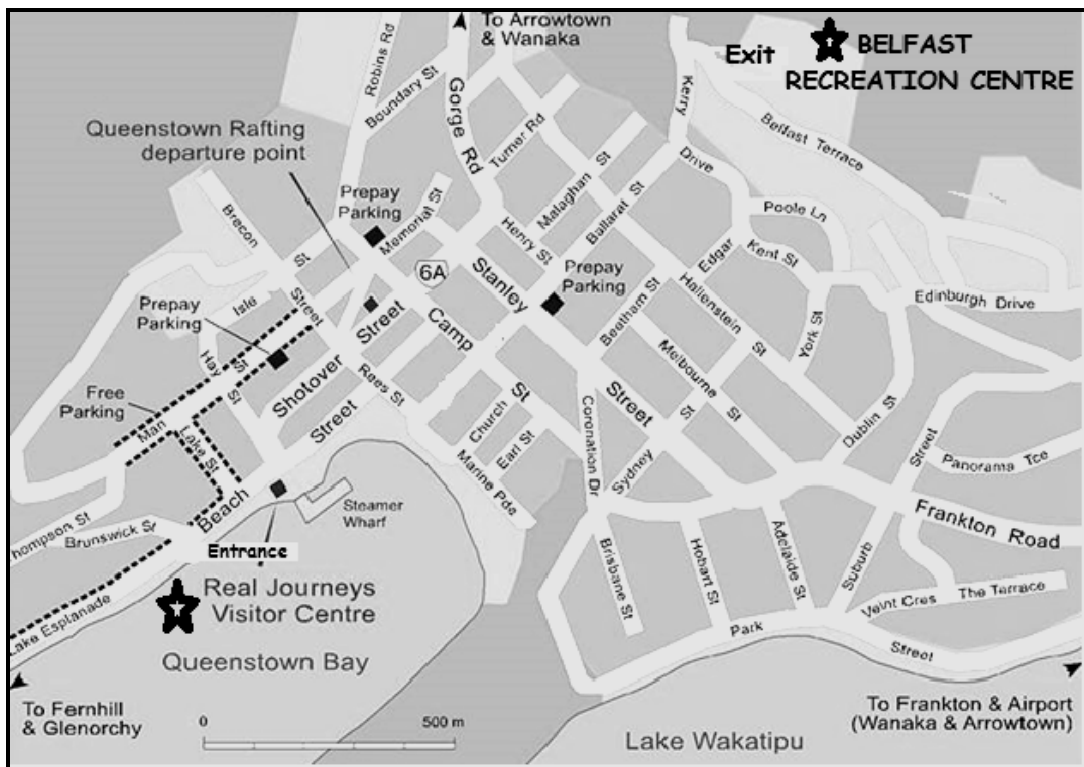 To Arrowtown
& Wanaka
Exit
BELFAST
RECREATION CENTRE
Robins Rd
Boundary St
Gorge Rd
Kerry
Drive
Belfast Terrace
Queenstown Rafting
departure point
Turner Rd
Malaghan St
Ballarat St
Henry St
Prepay
Parking
Memorial St
Brecon
Street
Poole Ln
Kent St
Edgar
6A
Stanley
Street
Prepay
Parking
Hallenstein St
Edinburgh Drive
Isle
St
Prepay
Parking
Hay
St
Shotover
Street
Camp
St
Beetham St
York St
Melbourne
St
Rees St
Free
Parking
Man
St
Lake St
Beach
Street
Church
Earl St
Coronation Dr
Sydney
St
Dublin St
Suburb
Street
Panorama Tce
Marine Pde
Steamer
Wharf
Thompson St
Brunswick St
Entrance
Frankton Road
Lake Esplanade
Real Journeys
Visitor Centre
Brisbane St
Hobart St
Adelaide St
The Terrace
Park
Street
Queenstown Bay
To Fernhill
& Glenorchy
0
500 m
To Frankton & Airport
(Wanaka & Arrowtown)
Lake Wakatipu